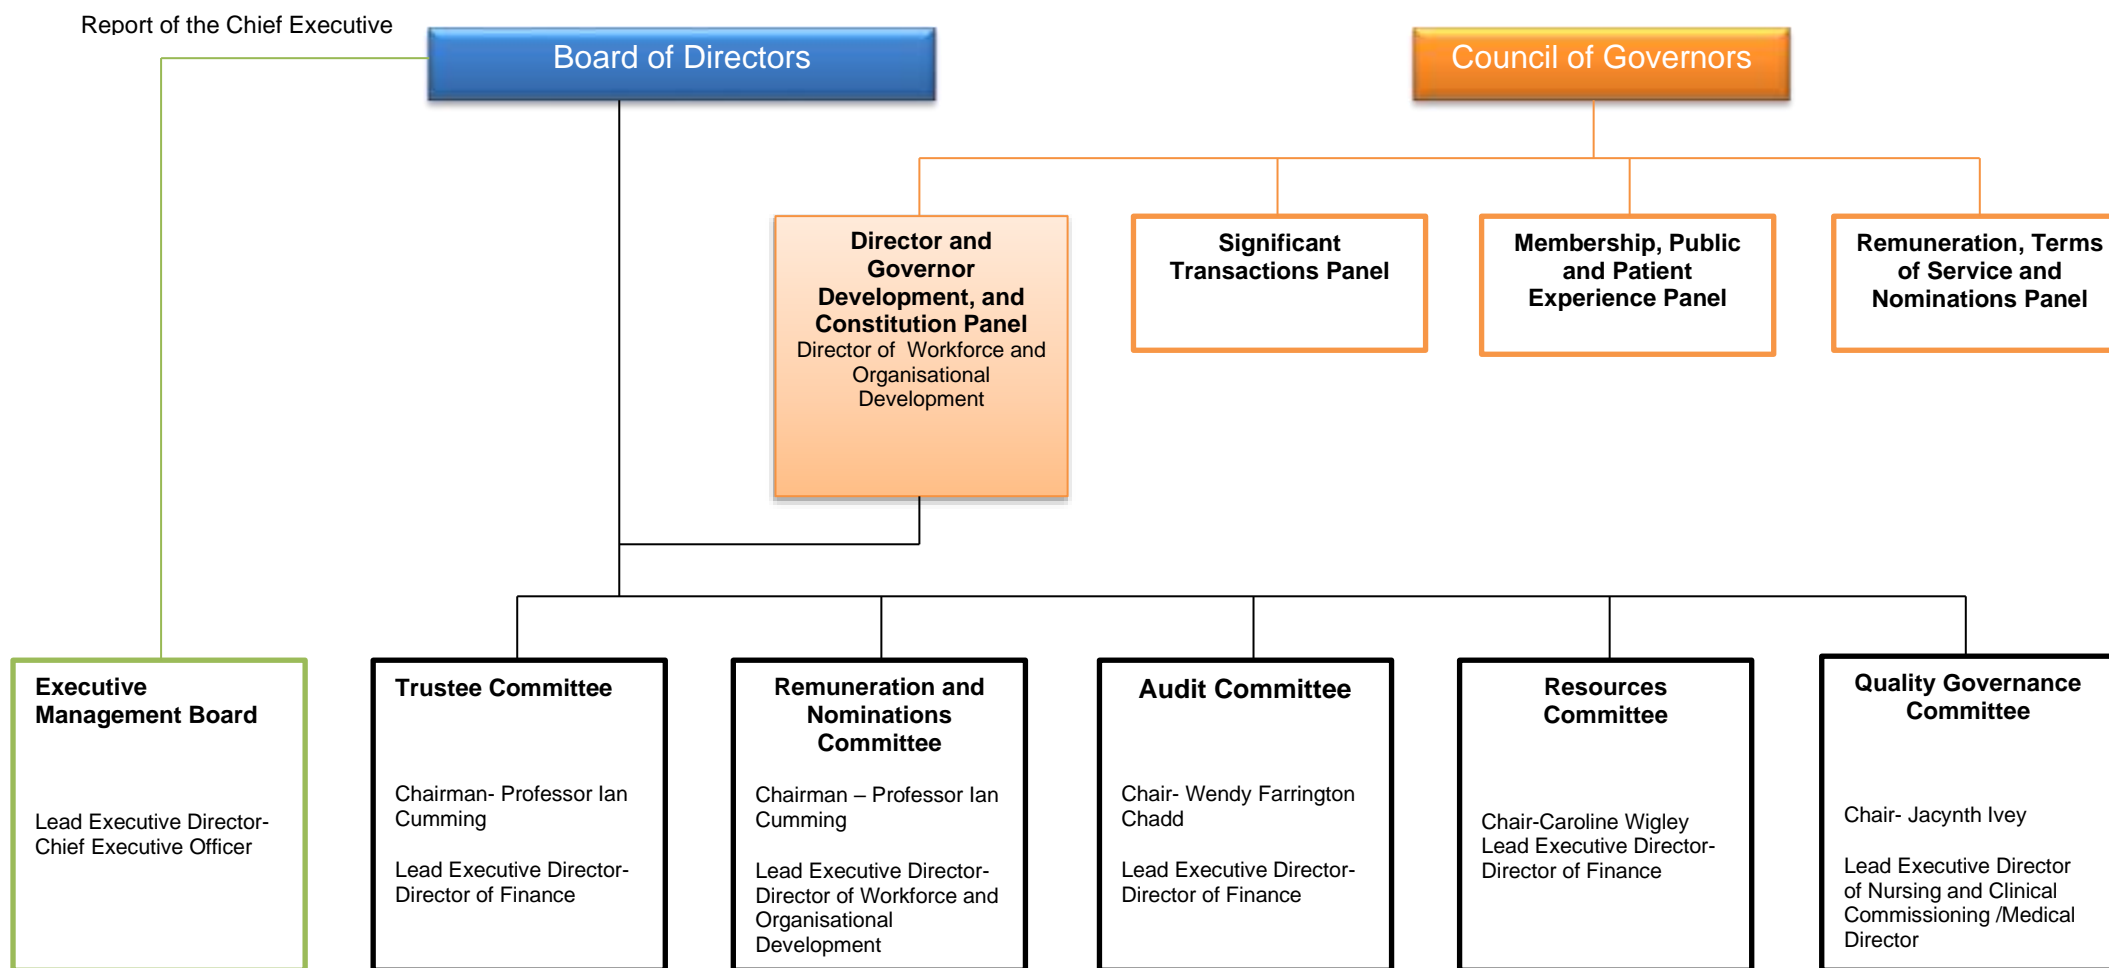 Report of the Chief Executive
Board of Directors
Council of Governors
Director and
Governor
Development, and
Constitution Panel
Director of  Workforce and
Organisational
Development
Significant
Transactions Panel
Membership, Public
and Patient
Experience Panel
Remuneration, Terms
of Service and
Nominations Panel
Executive
Management Board
Lead Executive Director-
Chief Executive Officer
Trustee Committee
Chairman- Professor Ian
Cumming
Lead Executive Director-
Director of Finance
Remuneration and
Nominations
Committee
Chairman – Professor Ian
Cumming
Lead Executive Director-
Director of Workforce and
Organisational
Development
Audit Committee
Chair- Wendy Farrington
Chadd
Lead Executive Director-
Director of Finance
Resources
Committee
Chair-Caroline Wigley
Lead Executive Director-
Director of Finance
Quality Governance
Committee
Chair- Jacynth Ivey
Lead Executive Director
of Nursing and Clinical
Commissioning /Medical
Director